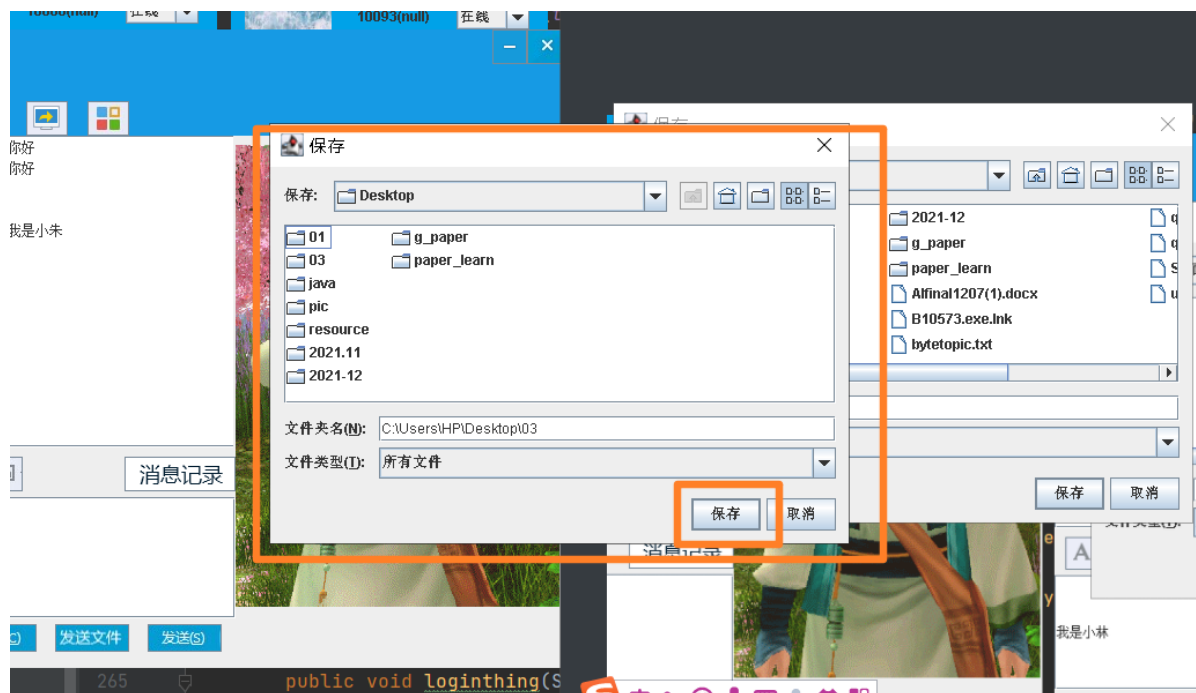 10093(null) 在线
你好
你好
我是小朱
消息记录
发送文件
发送(S)
265 public void loginthing(S
保存
保存: Desktop
01 g_paper
03 paper_learn
java
pic
resource
2021.11
2021-12
文件夹名(N): C:\Users\HP\Desktop\03
文件类型(T): 所有文件
保存 取消
2021-12
g_paper
paper_learn
AIfinal1207(1).docx
B10573.exe.lnk
bytetopic.txt
保存 取消
消息记录
A
我是小林